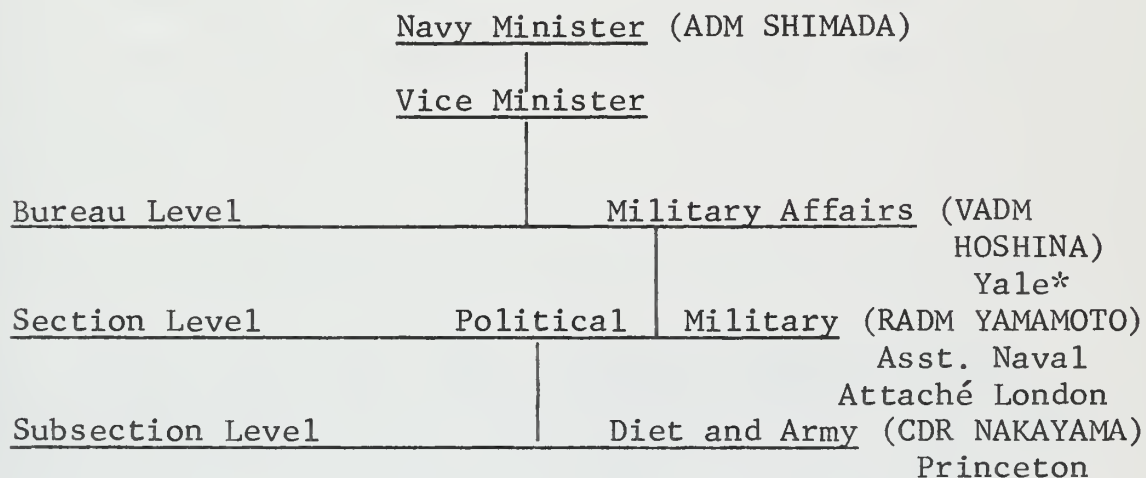 Navy Minister (ADM SHIMADA)
Vice Minister
Bureau Level Military Affairs (VADM
HOSHINA)
Yale*
Section Level Political Military (RADM YAMAMOTO)
Asst. Naval
Attaché London
Subsection Level Diet and Army (CDR NAKAYAMA)
Princeton